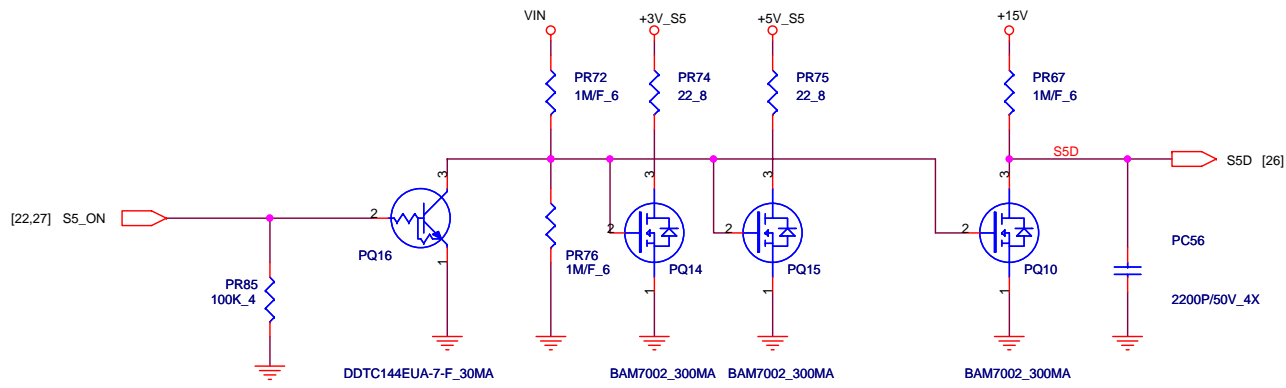 VIN
+3V_S5
+5V_S5
+15V
PR72
1M/F_6
PR74
22_8
PR75
22_8
PR67
1M/F_6
S5D
S5D [26]
3
3
3
3
[22,27] S5_ON
2
2
2
2
PQ16
PR76
1M/F_6
PQ14
PQ15
PQ10
PC56
1
1
1
1
PR85
100K_4
2200P/50V_4X
DDTC144EUA-7-F_30MA
BAM7002_300MA
BAM7002_300MA
BAM7002_300MA